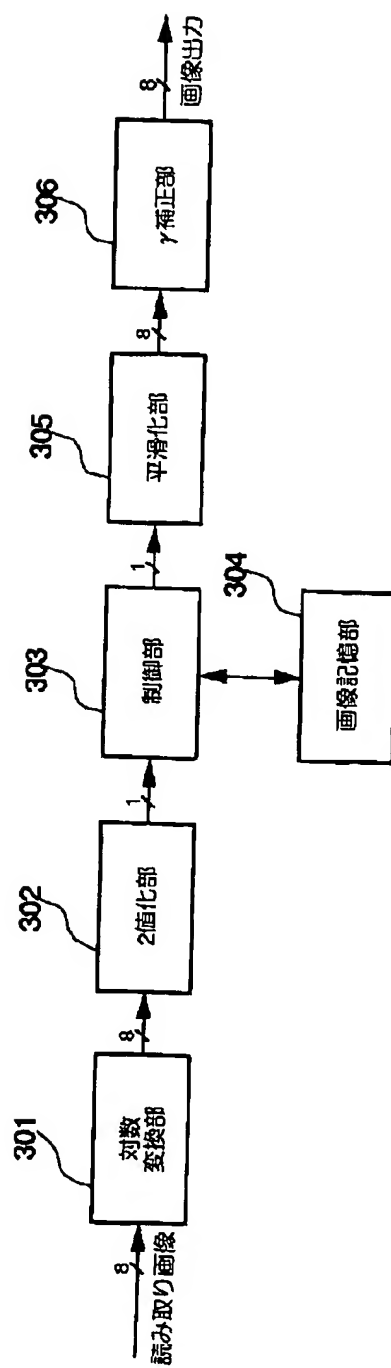 読み取り画像
8
301
対数
変換部
8
302
2値化部
1
303
制御部
304
画像記憶部
1
305
平滑化部
8
306
γ補正部
8
画像出力